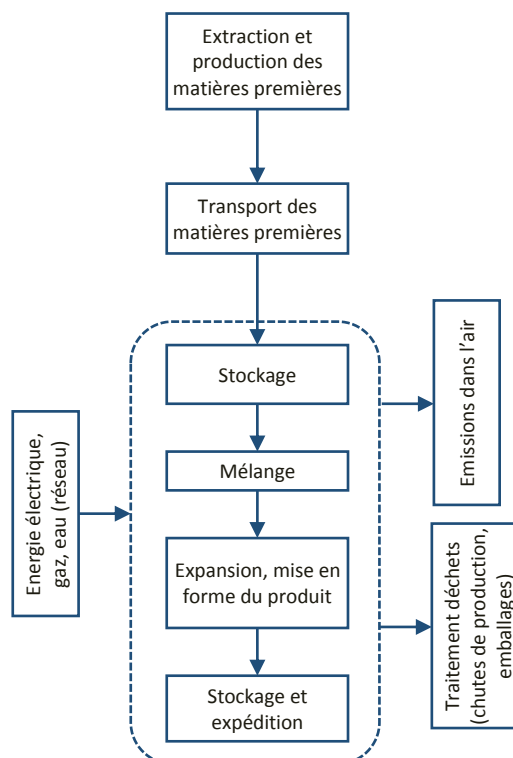 Extraction et
production des
matières premières
Transport des
matières premières
Stockage
Mélange
Expansion, mise en
forme du produit
Stockage et
expédition
Energie électrique,
gaz, eau (réseau)
Emissions dans l'air
Traitement déchets
(chutes de production,
emballages)